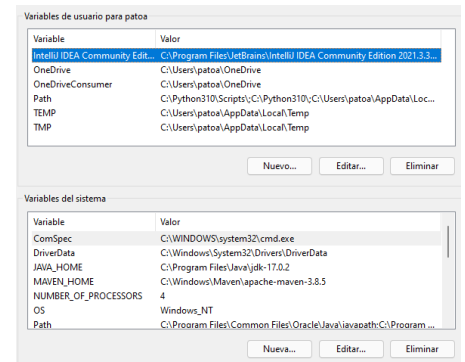 Variables de usuario para patoa
Variable Valor
IntelliJ IDEA Community Edit... C:\Program Files\JetBrains\IntelliJ IDEA Community Edition 2021.3.3...
OneDrive C:\Users\patoa\OneDrive
OneDriveConsumer C:\Users\patoa\OneDrive
Path C:\Python310\Scripts\;C:\Python310\;C:\Users\patoa\AppData\Loc...
TEMP C:\Users\patoa\AppData\Local\Temp
TMP C:\Users\patoa\AppData\Local\Temp
Nuevo... Editar... Eliminar
Variables del sistema
Variable Valor
ComSpec C:\WINDOWS\system32\cmd.exe
DriverData C:\Windows\System32\Drivers\DriverData
JAVA_HOME C:\Program Files\Java\jdk-17.0.2
MAVEN_HOME C:\Windows\Maven\apache-maven-3.8.5
NUMBER_OF_PROCESSORS 4
OS Windows_NT
Path C:\Program Files\Common Files\Oracle\Java\javapath;C:\Program ...
Nueva... Editar... Eliminar